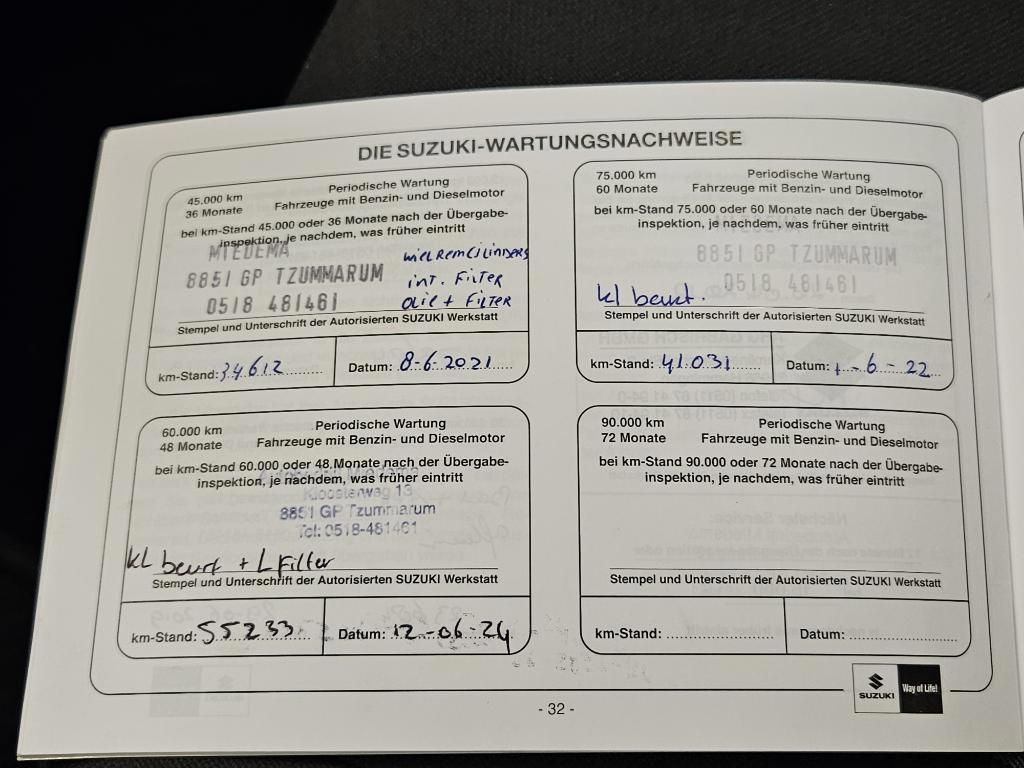 DIE SUZUKI-WARTUNGSNACHWEISE
45.000 km
36 Monate
Periodische Wartung
Fahrzeuge mit Benzin- und Dieselmotor
bei km-Stand 45.000 oder 36 Monate nach der Übergabe-
inspektion, je nachdem, was früher eintritt
MIEDEMA
8851 GP TZUMMARUM
0518 481461
wielremcilinders
int. Filter
olie + Filter
Stempel und Unterschrift der Autorisierten SUZUKI Werkstatt
km-Stand: 34.612
Datum: 8-6.2021
75.000 km
60 Monate
Periodische Wartung
Fahrzeuge mit Benzin- und Dieselmotor
bei km-Stand 75.000 oder 60 Monate nach der Übergabe-
inspektion, je nachdem, was früher eintritt
MIEDEMA
8851 GP TZUMMARUM
0518 481461
kl beurt.
Stempel und Unterschrift der Autorisierten SUZUKI Werkstatt
km-Stand: 41.031
Datum: 1-6-22
60.000 km
48 Monate
Periodische Wartung
Fahrzeuge mit Benzin- und Dieselmotor
bei km-Stand 60.000 oder 48 Monate nach der Übergabe-
inspektion, je nachdem, was früher eintritt
Miedema
Kloosterweg 13
8851 GP Tzummarum
Tel: 0518-481461
kl beurt + L Filter
Stempel und Unterschrift der Autorisierten SUZUKI Werkstatt
km-Stand: 55233
Datum: 12-06-24
90.000 km
72 Monate
Periodische Wartung
Fahrzeuge mit Benzin- und Dieselmotor
bei km-Stand 90.000 oder 72 Monate nach der Übergabe-
inspektion, je nachdem, was früher eintritt
Stempel und Unterschrift der Autorisierten SUZUKI Werkstatt
km-Stand:
Datum:
SUZUKI
Way of Life!
- 32 -